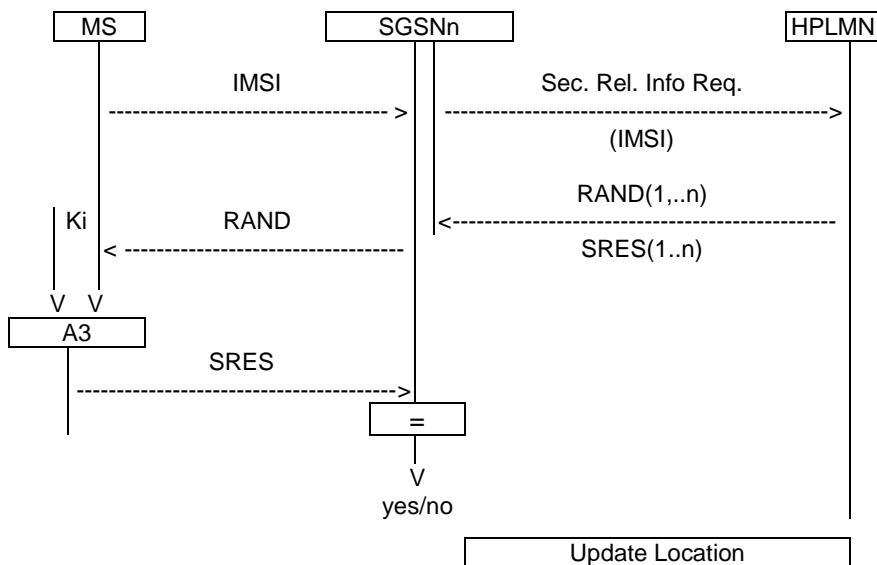 MS SGSNn HPLMN
IMSI Sec. Rel. Info Req.
(IMSI)
RAND(1,..n)
Ki RAND
SRES(1..n)
V V
A3
SRES
=
V
yes/no
Update Location